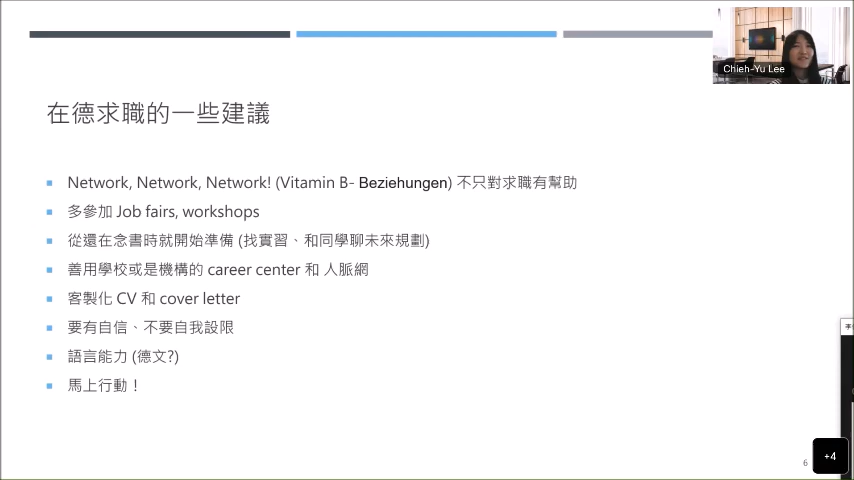 Chieh-Yu Lee
在德求職的一些建議
Network, Network, Network! (Vitamin B- Beziehungen) 不只對求職有幫助
多參加 Job fairs, workshops
從還在念書時就開始準備 (找實習、和同學聊未來規劃)
善用學校或是機構的 career center 和 人脈網
客製化 CV 和 cover letter
要有自信、不要自我設限
語言能力 (德文?)
馬上行動！
6
+4